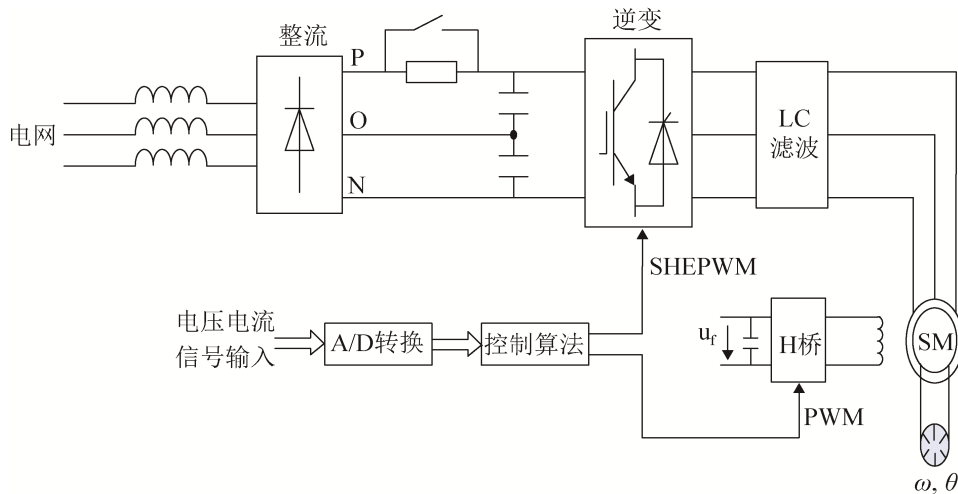 整流
逆变
P
O
N
电网
LC
滤波
SHEPWM
电压电流
信号输入
A/D转换
控制算法
uf
H桥
SM
PWM
ω, θ